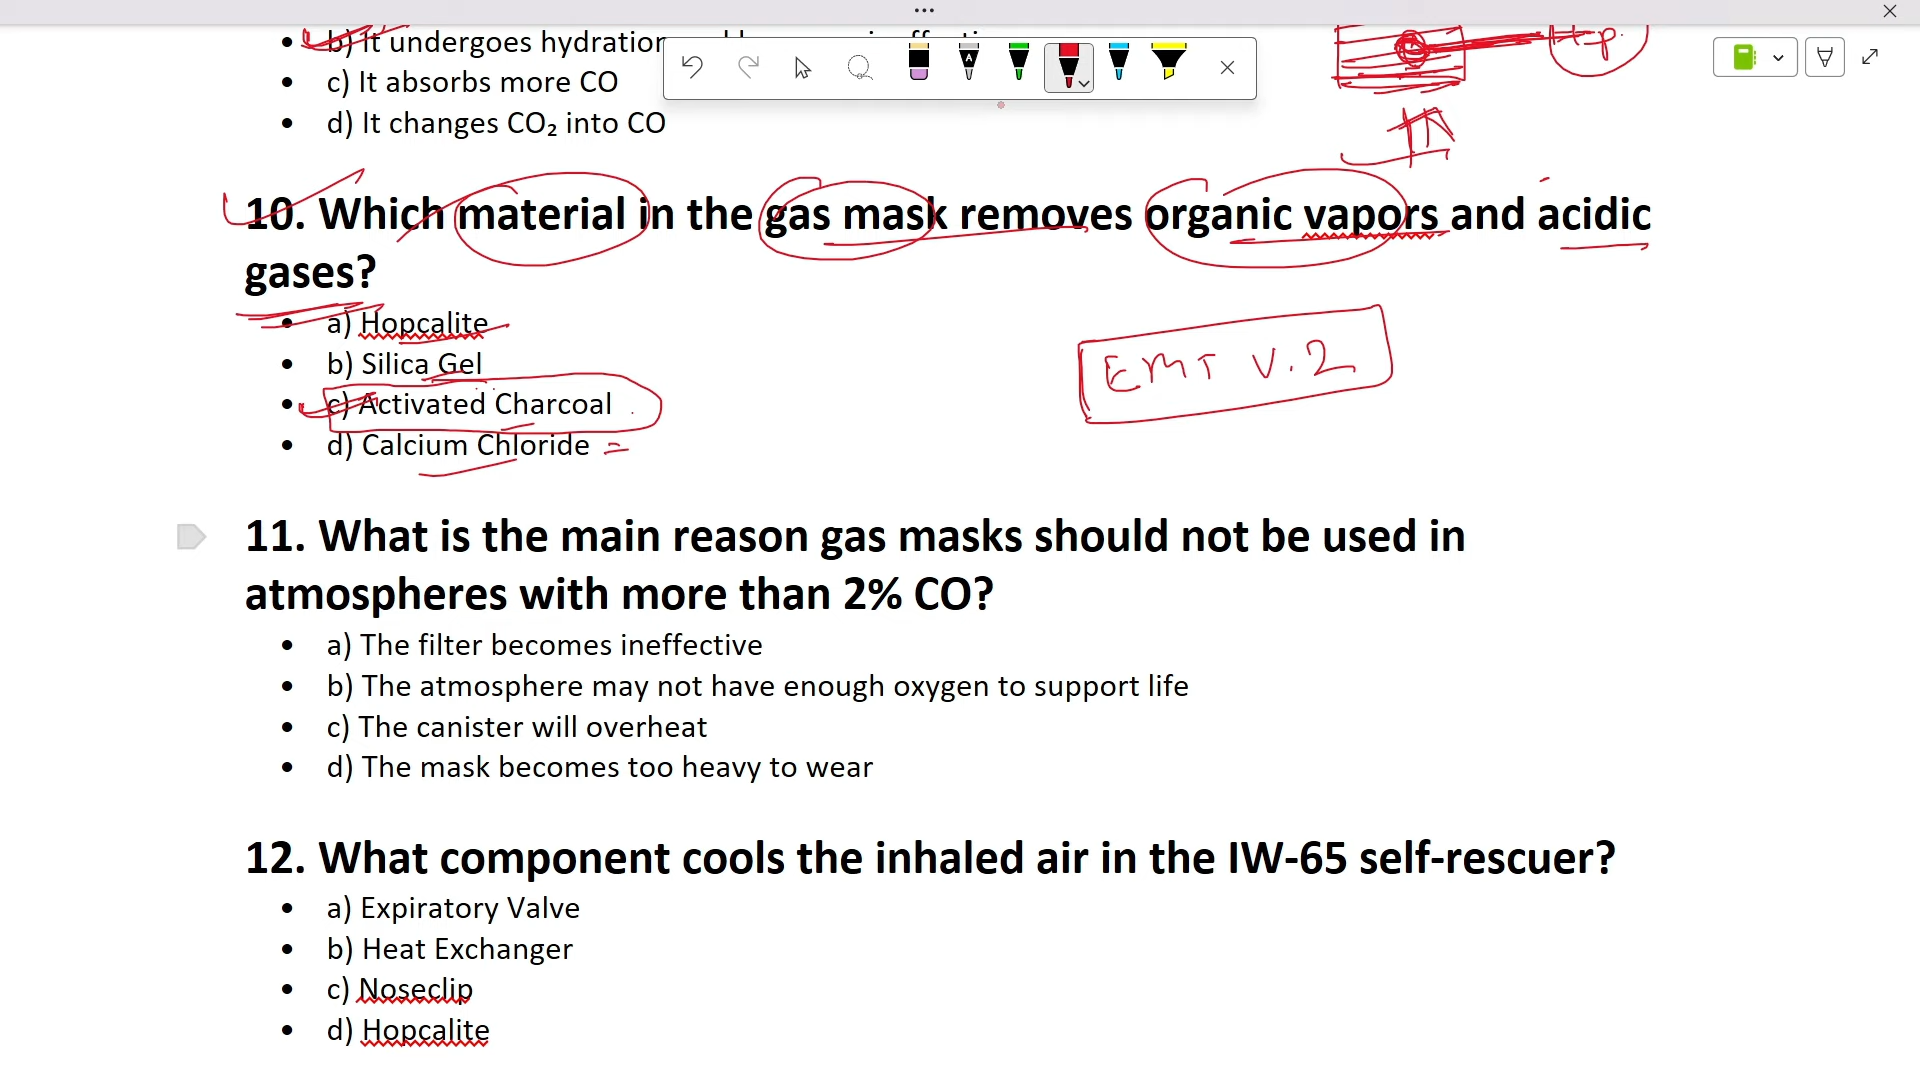 b) It undergoes hydration
c) It absorbs more CO
d) It changes CO₂ into CO
Hp.
10. Which material in the gas mask removes organic vapors and acidic
gases?
a) Hopcalite
b) Silica Gel
c) Activated Charcoal
d) Calcium Chloride =
EMT V.2
11. What is the main reason gas masks should not be used in
atmospheres with more than 2% CO?
a) The filter becomes ineffective
b) The atmosphere may not have enough oxygen to support life
c) The canister will overheat
d) The mask becomes too heavy to wear
12. What component cools the inhaled air in the IW-65 self-rescuer?
a) Expiratory Valve
b) Heat Exchanger
c) Noseclip
d) Hopcalite